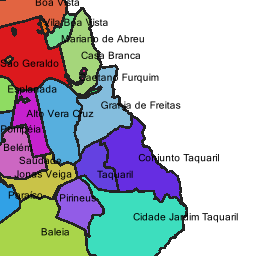 Boa Vista
Vila Boa Vista
Mariano de Abreu
Casa Branca
São Geraldo
Caetano Furquim
Esplanada
Granja de Freitas
Alto Vera Cruz
Pompéia
Belém
Saudade
Conjunto Taquaril
Jonas Veiga
Taquaril
Paraíso
Pirineus
Cidade Jardim Taquaril
Baleia